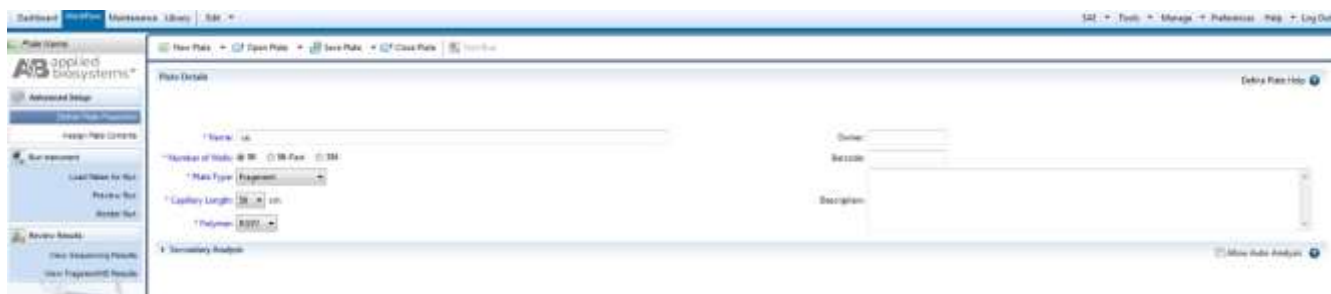 Dashboard Workflow Maintenance Library Edit SAE Tools Manage Preferences Help Log Out
Plate Name New Plate Open Plate Save Plate Close Plate
applied biosystems
Plate Details Define Plate Help
Advanced Setup
Define Plate Properties
Assign Plate Contents *Name: Owner:
Run Instrument *Number of Wells: 96 96-Fast 384 Barcode:
Load Plates for Run *Plate Type: Fragment
Preview Run *Capillary Length: 36 cm Description:
Monitor Run *Polymer: POP7
Review Results
View Sequencing Results Secondary Analysis Allow Auto-Analysis
View Fragment/HID Results